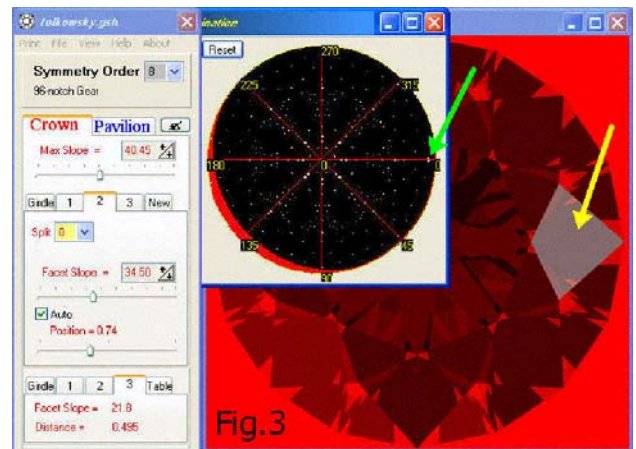 tolkowsky.gsh
ination
Print File View Help About
Reset
Symmetry Order 8
96-notch Gear
Crown Pavilion
Max Slope = 40.45
Girdle 1 2 3 New
Split 0
Facet Slope = 34.50
Auto
Position = 0.74
Girdle 1 2 3 Table
Facet Slope = 21.8
Distance = 0.495
270
225 315
180 0 0
135 45
90
Fig.3